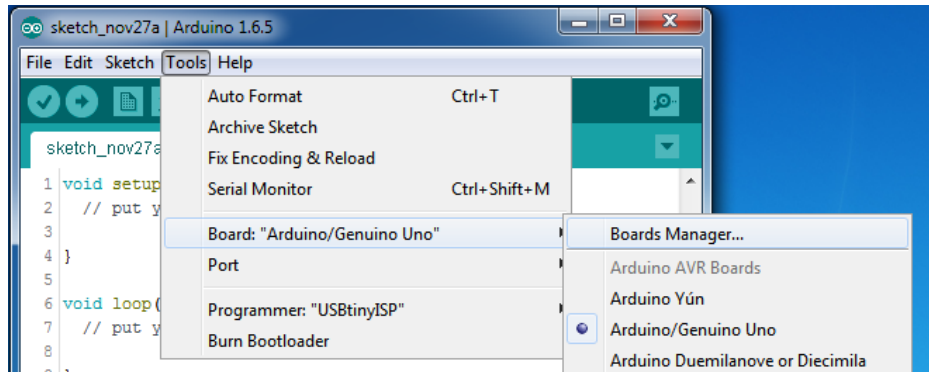 sketch_nov27a | Arduino 1.6.5
File Edit Sketch Tools Help
Auto Format Ctrl+T
Archive Sketch
sketch_nov27a
Fix Encoding & Reload
1 void setup
Serial Monitor Ctrl+Shift+M
2 // put y
3
Board: "Arduino/Genuino Uno"
Boards Manager...
4 }
Port
Arduino AVR Boards
5
Arduino Yún
6 void loop(
Programmer: "USBtinyISP"
7 // put y
Arduino/Genuino Uno
Burn Bootloader
8
Arduino Duemilanove or Diecimila